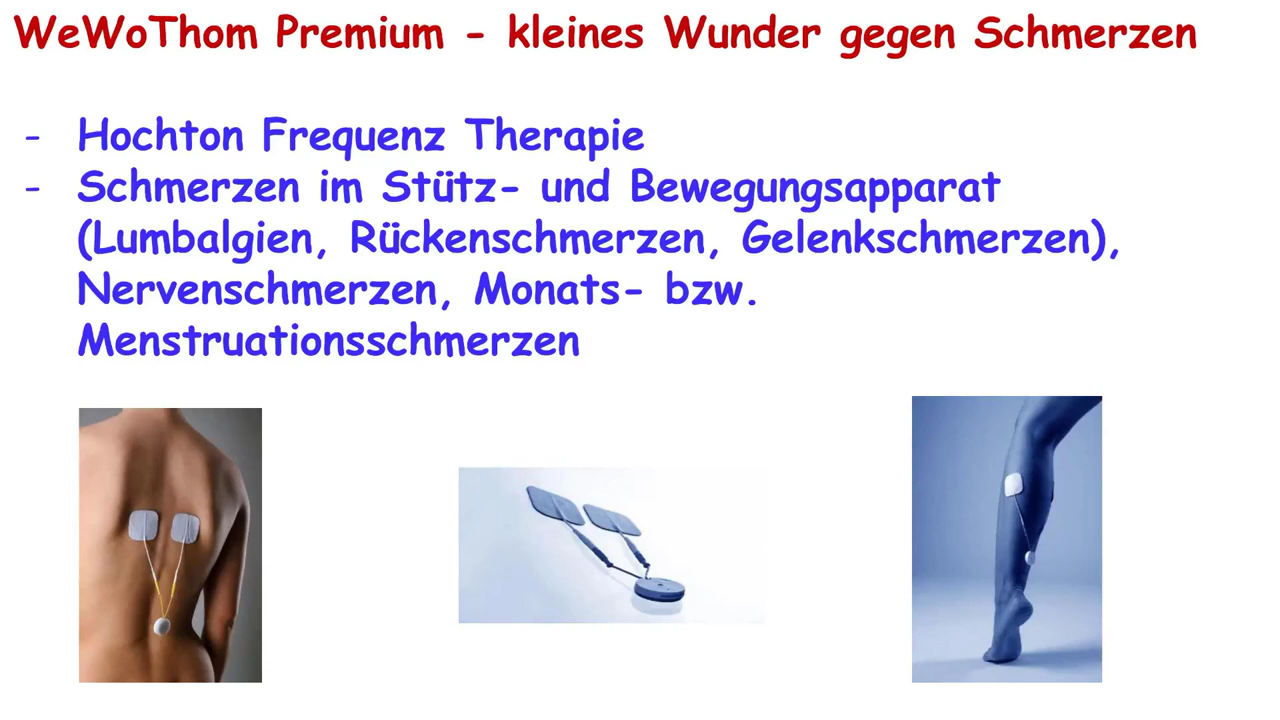 WeWoThom Premium - kleines Wunder gegen Schmerzen
- Hochton Frequenz Therapie
- Schmerzen im Stütz- und Bewegungsapparat
(Lumbalgien, Rückenschmerzen, Gelenkschmerzen),
Nervenschmerzen, Monats- bzw.
Menstruationsschmerzen